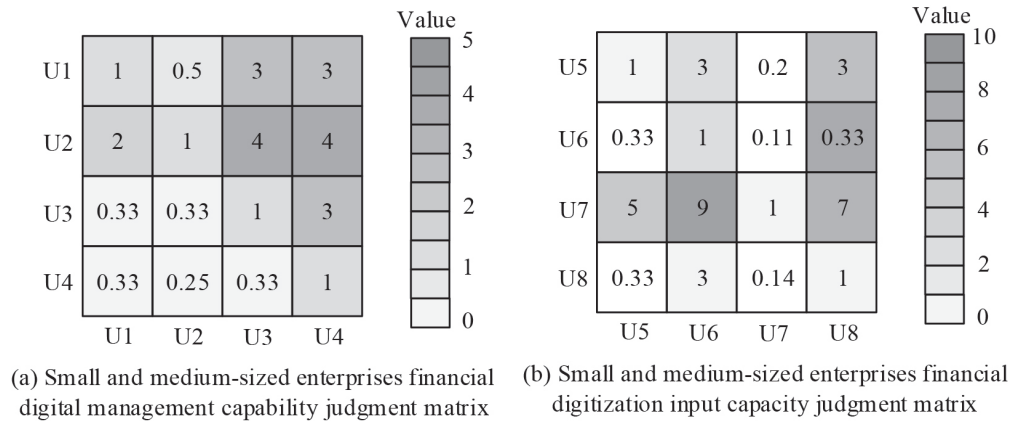 Value
5
4
3
2
1
0
U1 1 0.5 3 3
U2 2 1 4 4
U3 0.33 0.33 1 3
U4 0.33 0.25 0.33 1
U1 U2 U3 U4
(a) Small and medium-sized enterprises financial
digital management capability judgment matrix
Value
10
8
6
4
2
0
U5 1 3 0.2 3
U6 0.33 1 0.11 0.33
U7 5 9 1 7
U8 0.33 3 0.14 1
U5 U6 U7 U8
(b) Small and medium-sized enterprises financial
digitization input capacity judgment matrix